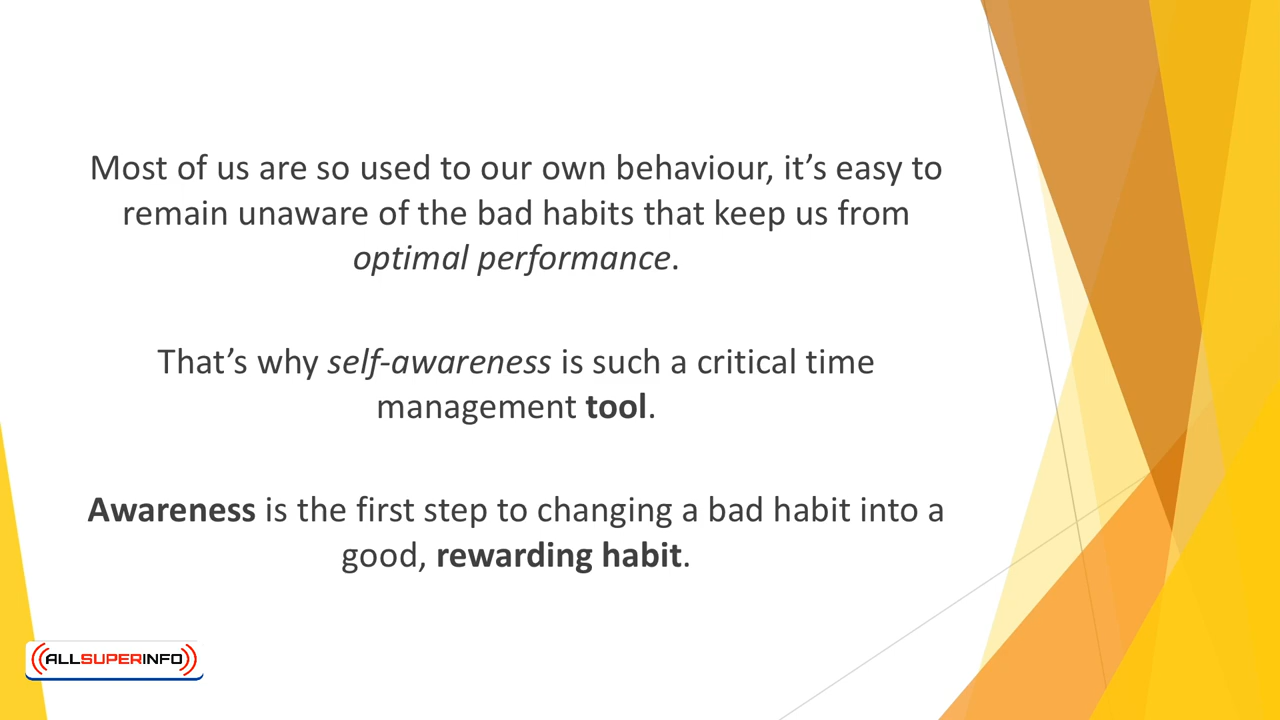 Most of us are so used to our own behaviour, it’s easy to
remain unaware of the bad habits that keep us from
optimal performance.
That’s why self-awareness is such a critical time
management tool.
Awareness is the first step to changing a bad habit into a
good, rewarding habit.
ALLSUPERINFO